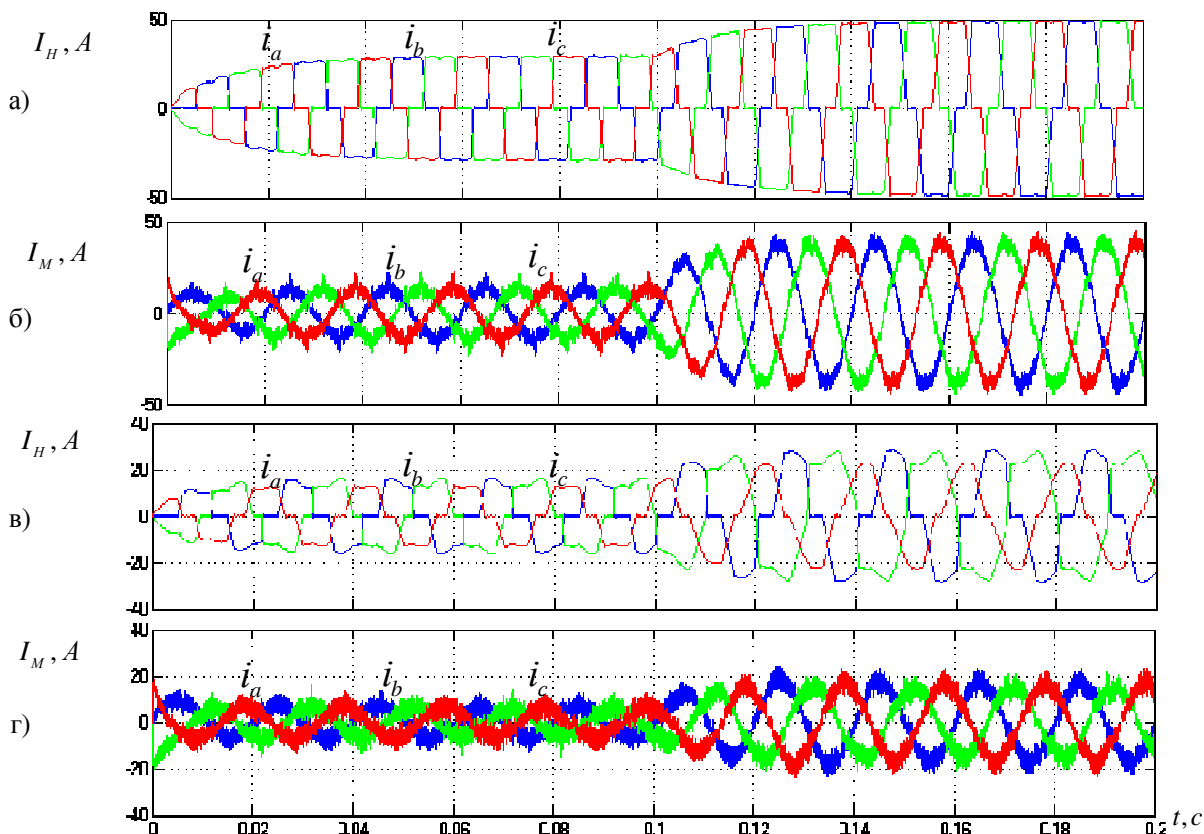 50
I_H, A
i_a
i_b
i_c
а)
0
-50
50
I_M, A
i_a
i_b
i_c
б)
0
-50
40
I_H, A
20
i_a
i_b
i_c
в)
0
-20
-40
40
I_M, A
20
i_a
i_b
i_c
г)
0
-20
-40
0 0.02 0.04 0.06 0.08 0.1 0.12 0.14 0.16 0.18 0.2 t, c